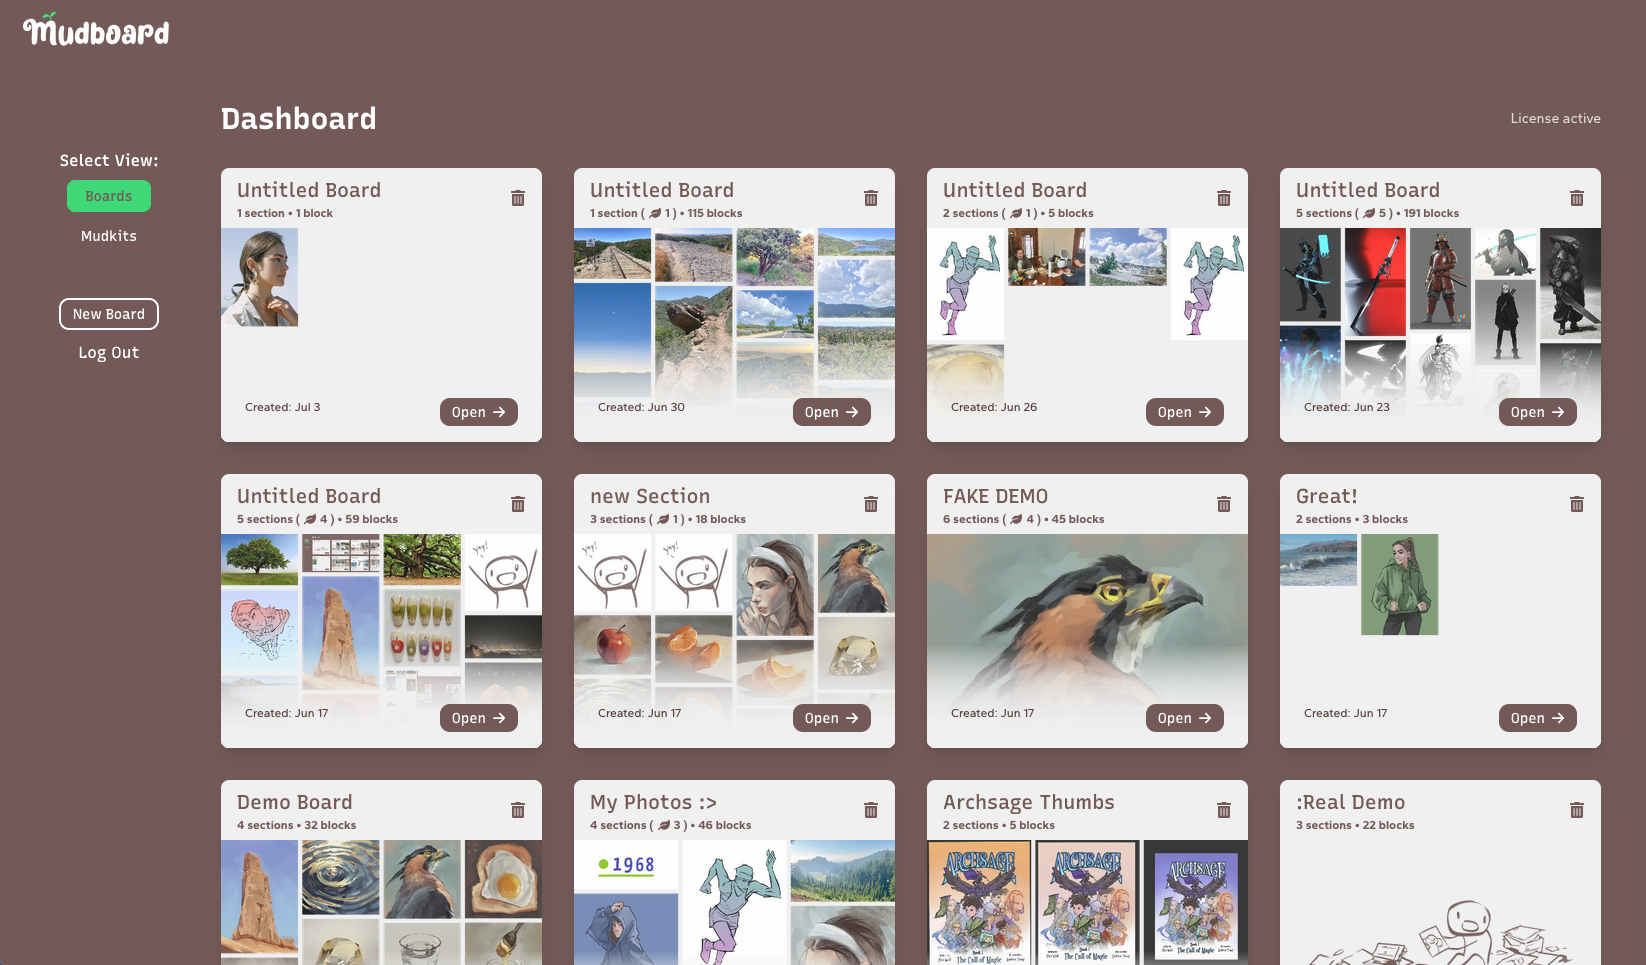 Mudboard
Dashboard
License active
Select View:
Boards
Mudkits
New Board
Log Out
Untitled Board
1 section • 1 block
Created: Jul 3
Open
Untitled Board
1 section ( 1 ) • 115 blocks
Created: Jun 30
Open
Untitled Board
2 sections ( 1 ) • 5 blocks
Created: Jun 26
Open
Untitled Board
5 sections ( 5 ) • 191 blocks
Created: Jun 23
Open
Untitled Board
5 sections ( 4 ) • 59 blocks
yay!
Created: Jun 17
Open
new Section
3 sections ( 1 ) • 18 blocks
yay!
yay!
Created: Jun 17
Open
FAKE DEMO
6 sections ( 4 ) • 45 blocks
Created: Jun 17
Open
Great!
2 sections • 3 blocks
Created: Jun 17
Open
Demo Board
4 sections • 32 blocks
My Photos :>
4 sections ( 3 ) • 46 blocks
1968
Archsage Thumbs
2 sections • 5 blocks
ARCHSAGE
Book 1
The Call of Magic
ARCHSAGE
Book 1
The Call of Magic
ARCHSAGE
Book 1
The Call of Magic
:Real Demo
3 sections • 22 blocks